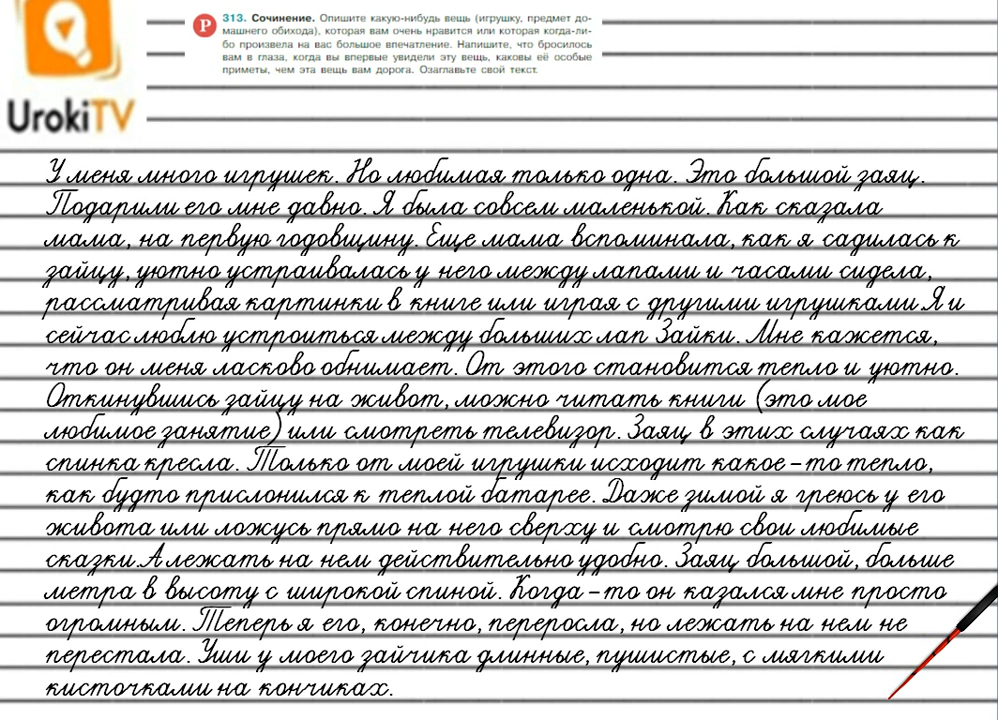 313. Сочинение. Опишите какую-нибудь вещь (игрушку, предмет до-
машнего обихода), которая вам очень нравится или которая когда-ли-
бо произвела на вас большое впечатление. Напишите, что бросилось
вам в глаза, когда вы впервые увидели эту вещь, каковы её особые
приметы, чем эта вещь вам дорога. Озаглавьте свой текст.
Р
UrokiTV
У меня много игрушек. Но любимая только одна. Это большой заяц.
Подарили его мне давно. Я была совсем маленькой. Как сказала
мама, на первую годовщину. Еще мама вспоминала, как я садилась к
зайцу, уютно устраивалась у него между лапами и часами сидела,
рассматривая картинки в книге или играя с другими игрушками.Я и
сейчас люблю устроиться между больших лап Зайки. Мне кажется,
что он меня ласково обнимает. От этого становится тепло и уютно.
Откинувшись зайцу на живот, можно читать книги (это мое
любимое занятие) или смотреть телевизор. Заяц в этих случаях как
спинка кресла. Только от моей игрушки исходит какое-то тепло,
как будто прислонился к теплой батарее. Даже зимой я греюсь у его
живота или ложусь прямо на него сверху и смотрю свои любимые
сказки.А лежать на нем действительно удобно. Заяц большой, больше
метра в высоту с широкой спиной. Когда-то он казался мне просто
огромным. Теперь я его, конечно, переросла, но лежать на нем не
перестала. Уши у моего зайчика длинные, пушистые, с мягкими
кисточками на кончиках.